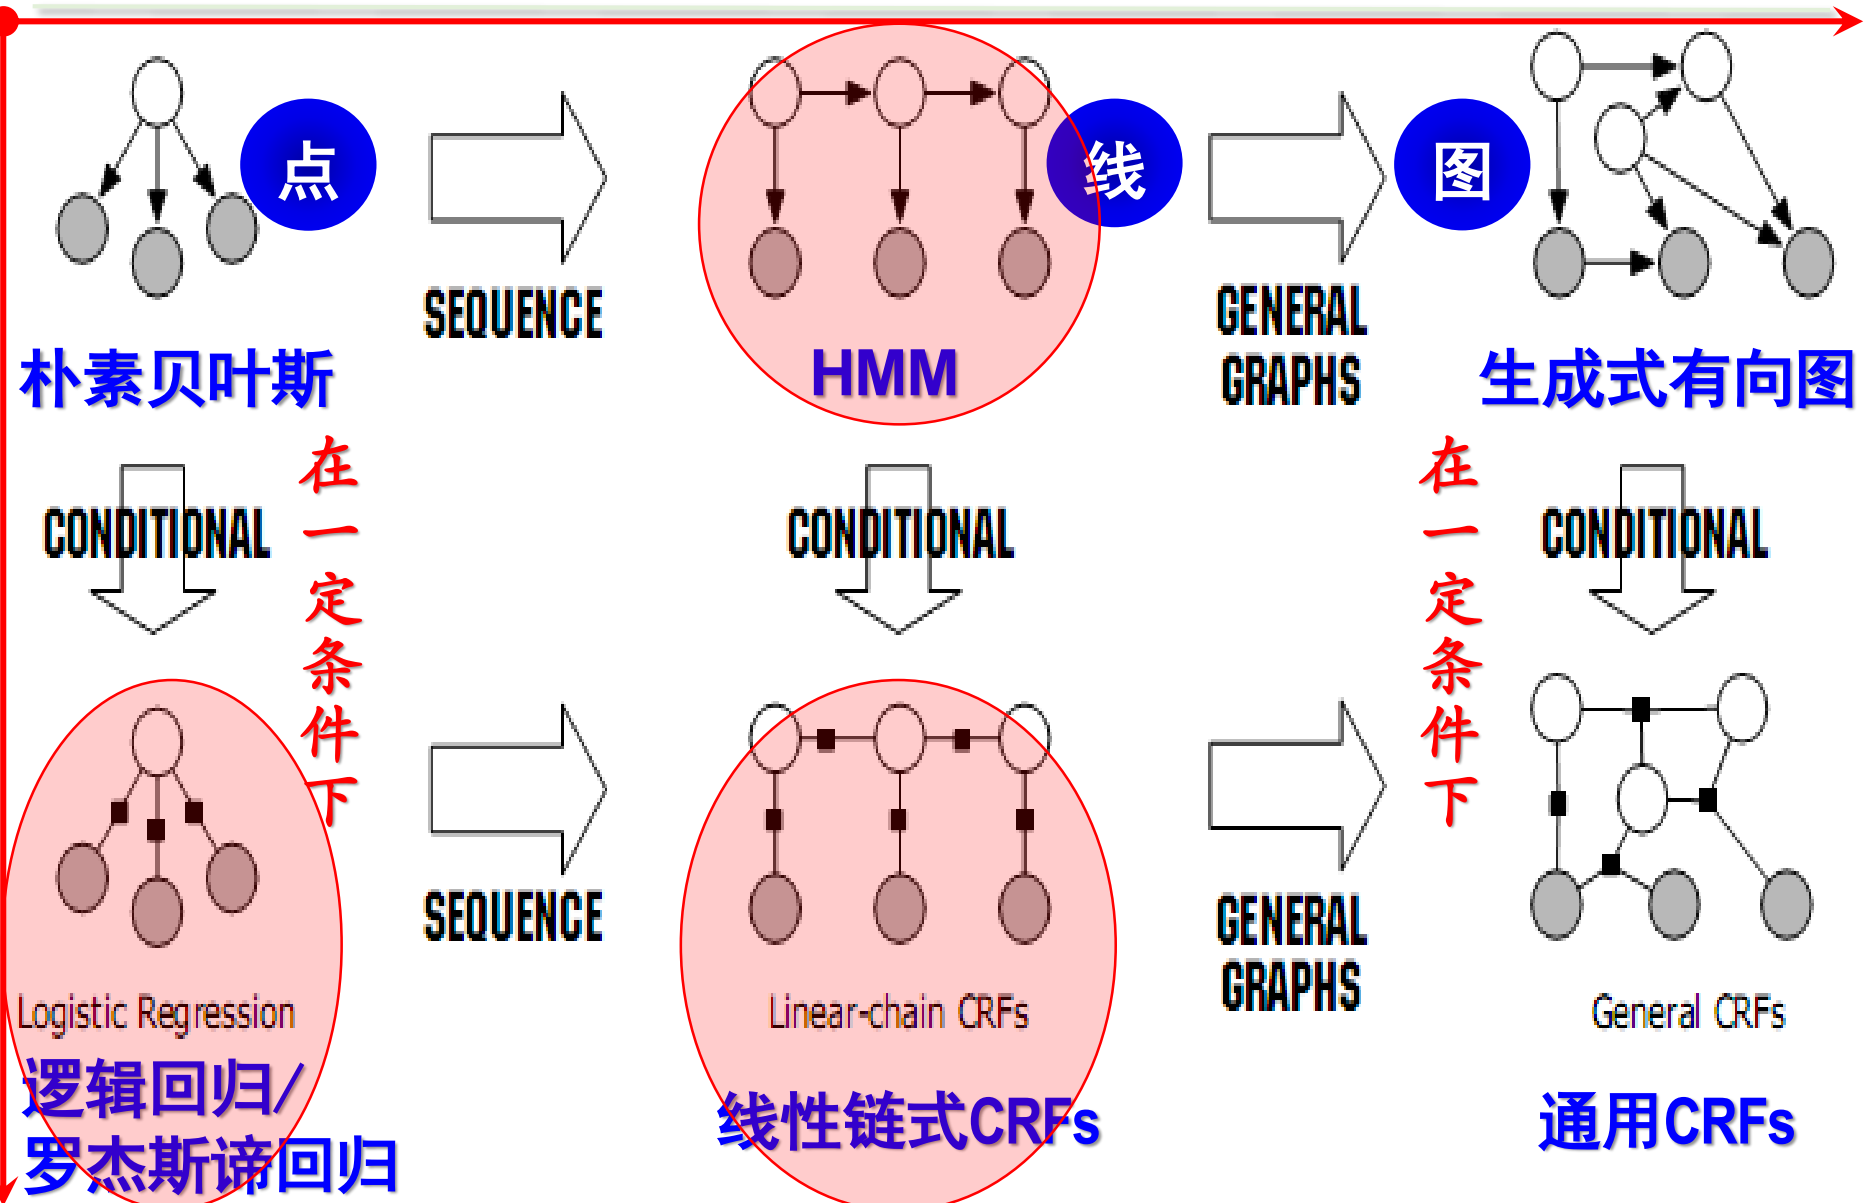 点
线
图
SEQUENCE
GENERAL
GRAPHS
朴素贝叶斯
HMM
生成式有向图
CONDITIONAL
在一定条件下
CONDITIONAL
在一定条件下
CONDITIONAL
SEQUENCE
GENERAL
GRAPHS
Logistic Regression
Linear-chain CRFs
General CRFs
逻辑回归/
罗杰斯谛回归
线性链式CRFs
通用CRFs